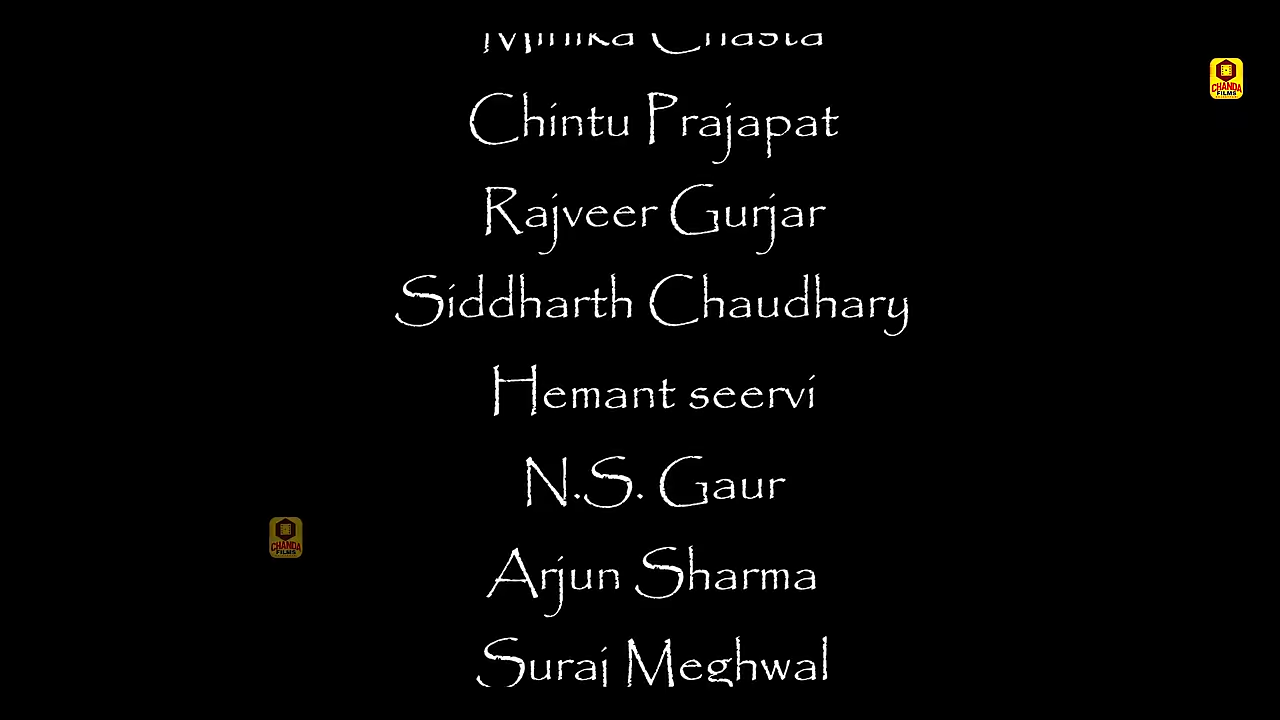 Chintu Prajapat
Rajveer Gurjar
Siddharth Chaudhary
Hemant seervi
N.S. Gaur
Arjun Sharma
Suraj Meghwal
CHANDA
FILMS
CHANDA
FILMS